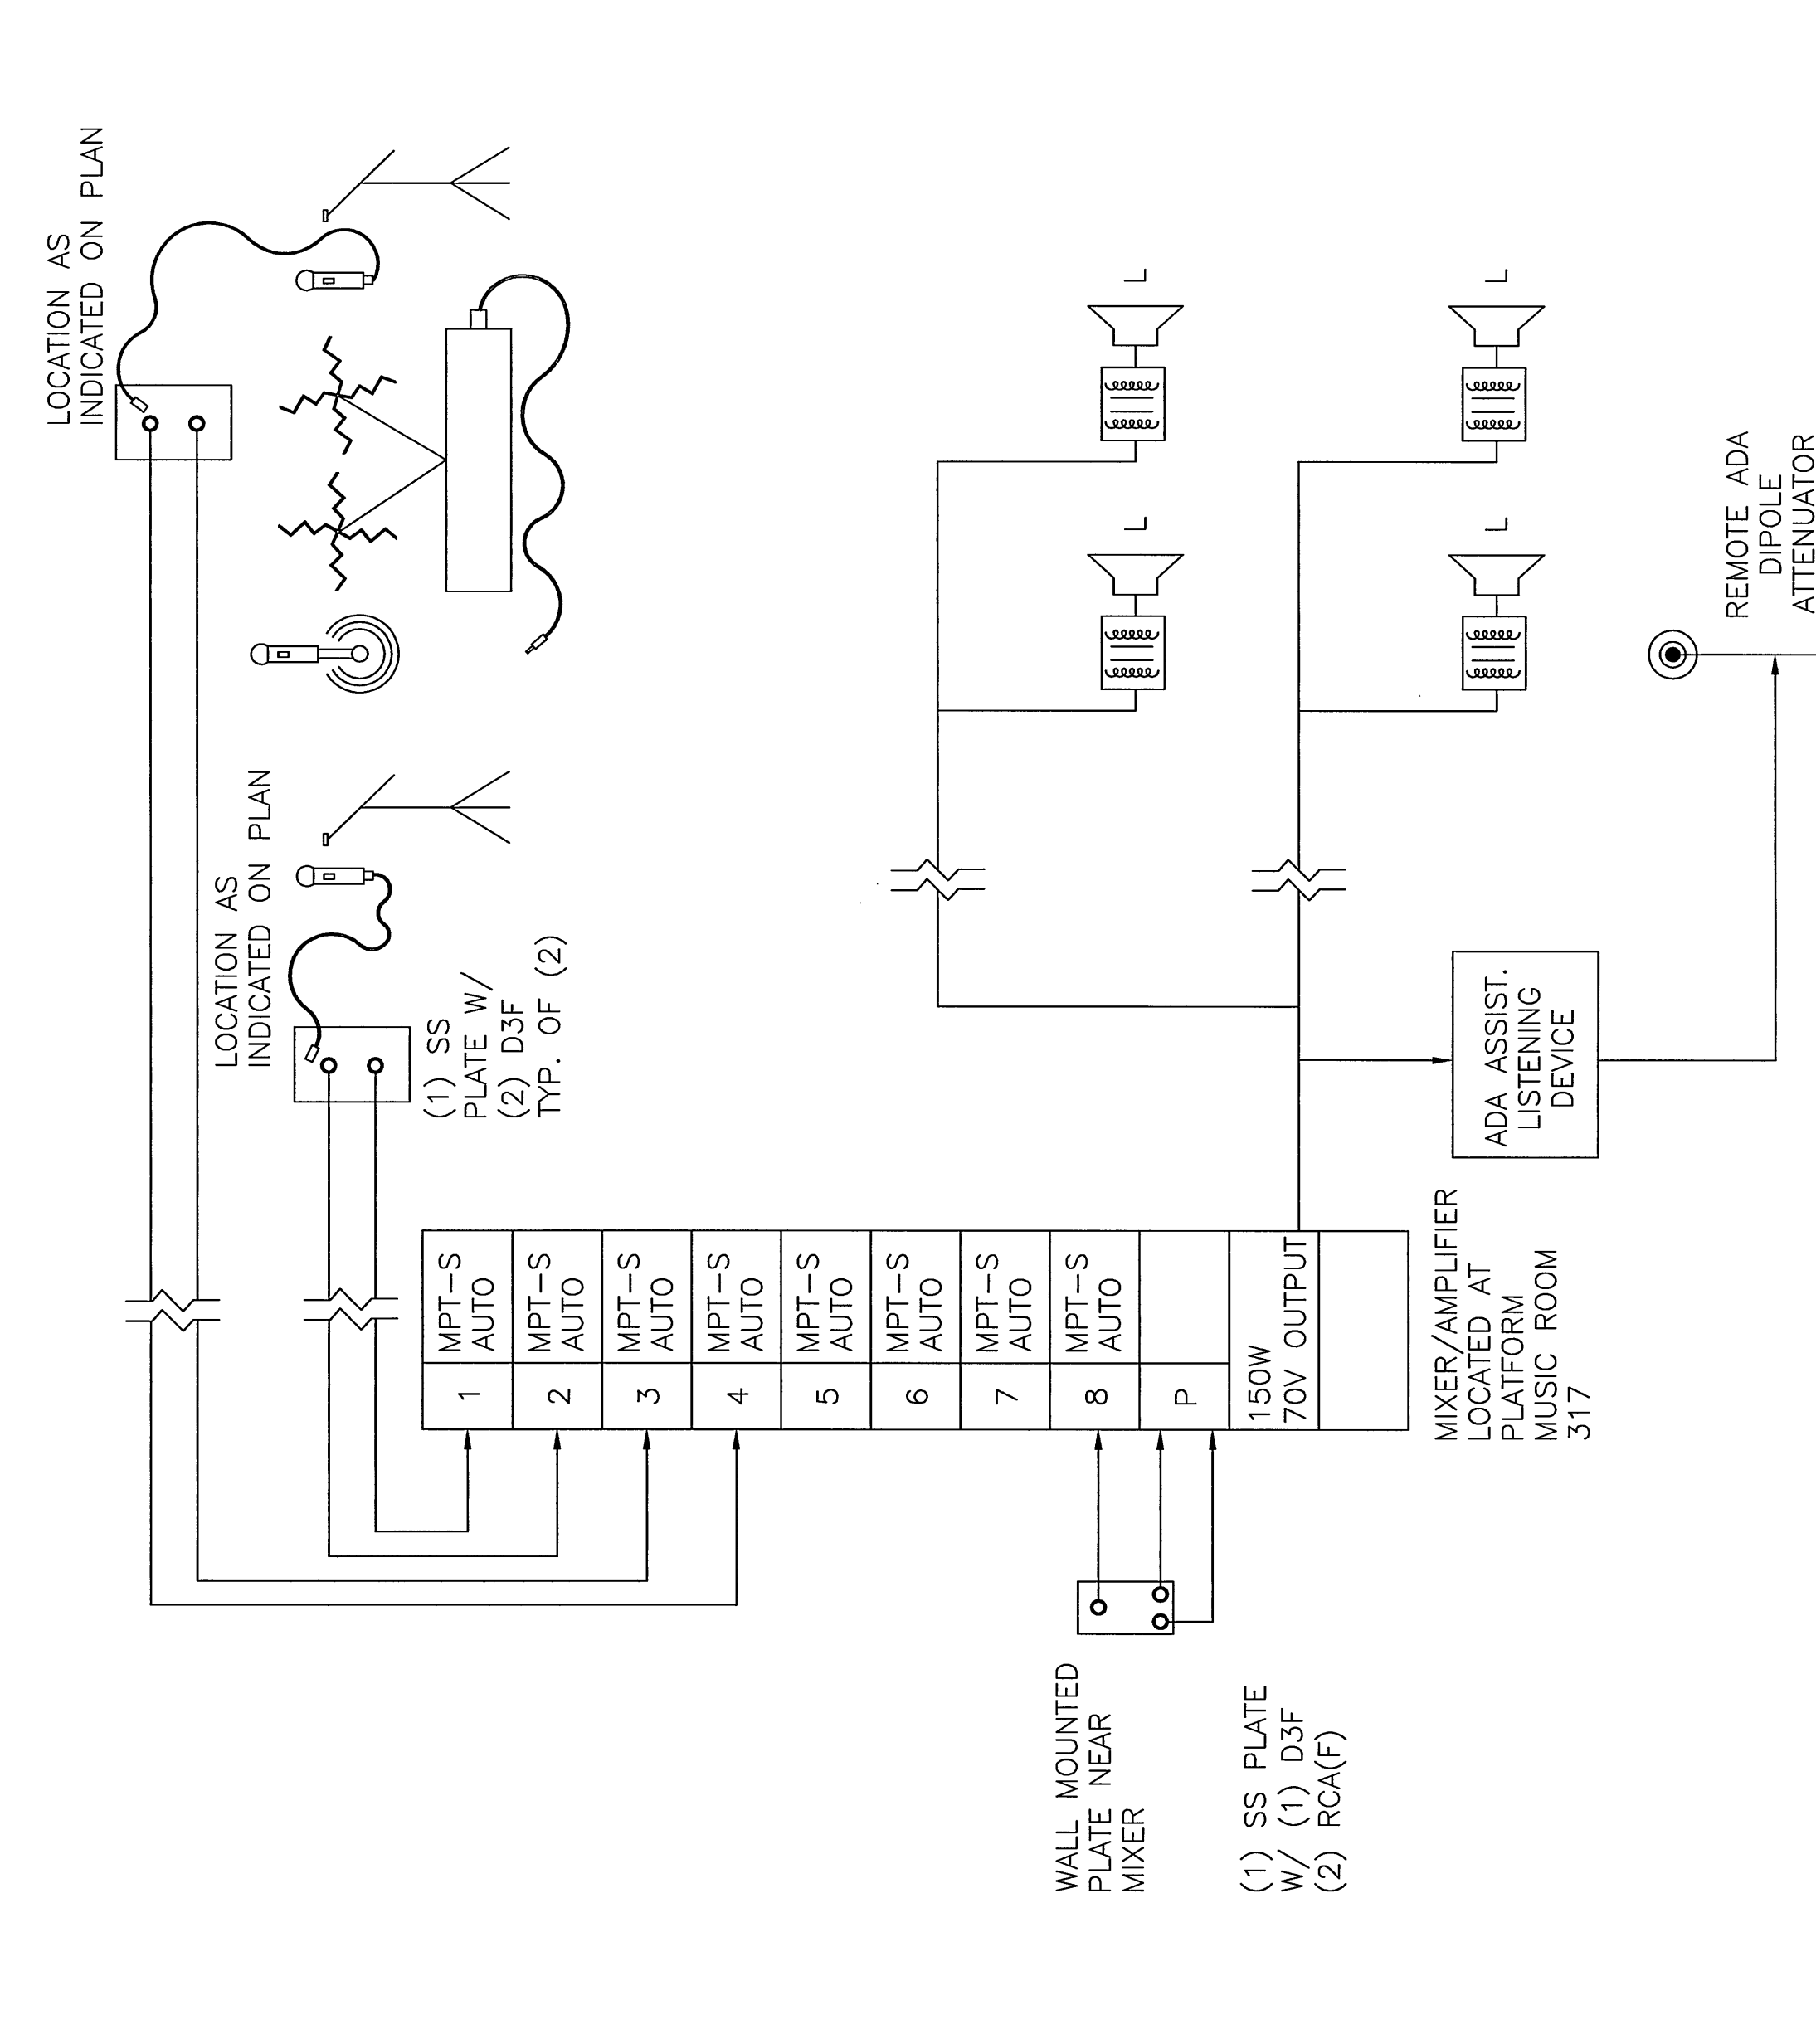 LOCATION AS
INDICATED ON PLAN
LOCATION AS
INDICATED ON PLAN
(1) SS
PLATE W/
(2) D3F
TYP. OF (2)
1
MPT-S
AUTO
2
MPT-S
AUTO
3
MPT-S
AUTO
4
MPT-S
AUTO
5
MPT-S
AUTO
6
MPT-S
AUTO
7
MPT-S
AUTO
8
MPT-S
AUTO
P
150W
70V OUTPUT
WALL MOUNTED
PLATE NEAR
MIXER
(1) SS PLATE
W/ (1) D3F
(2) RCA(F)
MIXER/AMPLIFIER
LOCATED AT
PLATFORM
MUSIC ROOM
317
L
L
L
L
ADA ASSIST.
LISTENING
DEVICE
REMOTE ADA
DIPOLE
ATTENUATOR